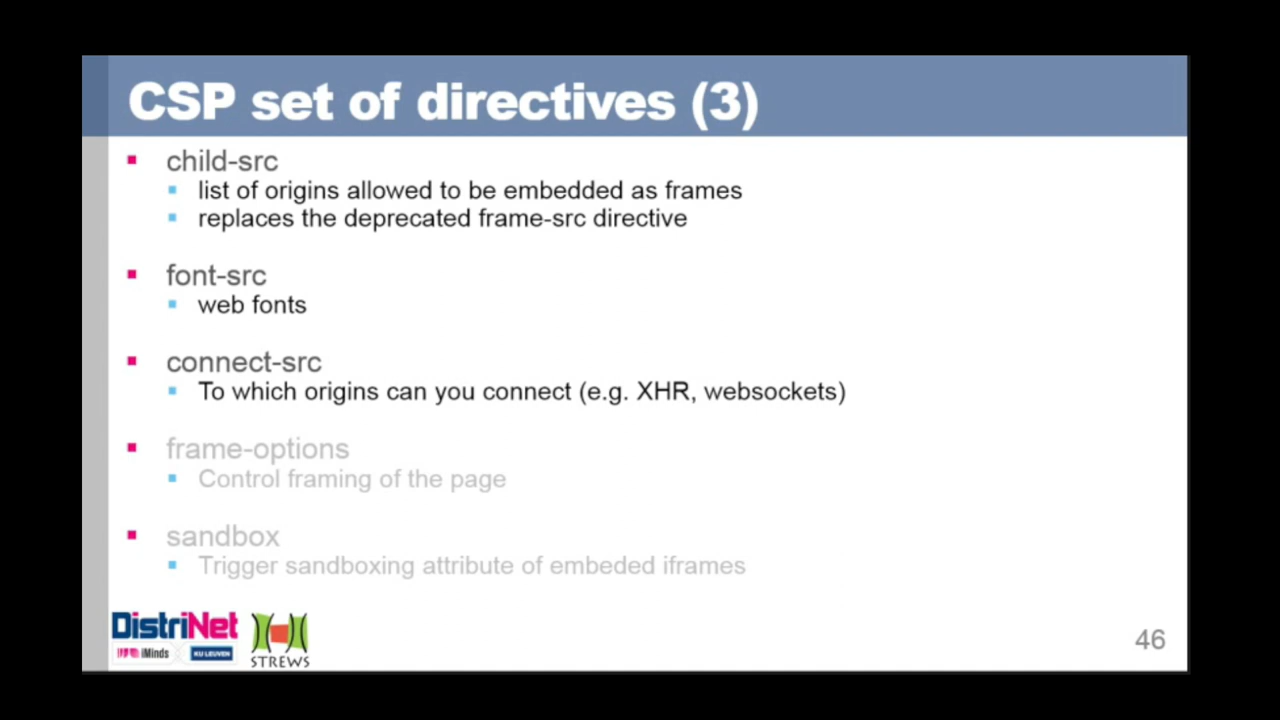 CSP set of directives (3)
child-src
list of origins allowed to be embedded as frames
replaces the deprecated frame-src directive
font-src
web fonts
connect-src
To which origins can you connect (e.g. XHR, websockets)
frame-options
Control framing of the page
sandbox
Trigger sandboxing attribute of embeded iframes
DistriNet
iMinds
KU LEUVEN
STREWS
46